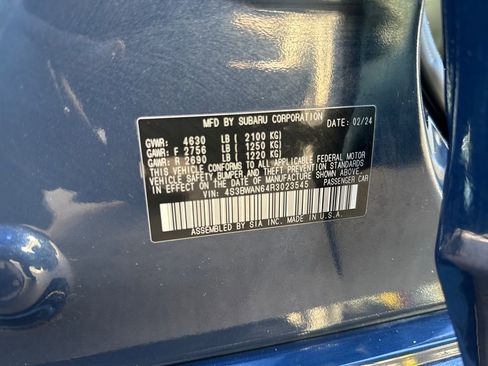 MFD BY SUBARU CORPORATION DATE: 02/24
GVWR: 4630 LB ( 2100 KG)
GAWR: F 2756 LB ( 1250 KG)
GAWR: R 2690 LB ( 1220 KG)
THIS VEHICLE CONFORMS TO ALL APPLICABLE FEDERAL MOTOR
VEHICLE SAFETY, BUMPER, AND THEFT PREVENTION STANDARDS
IN EFFECT ON THE DATE OF MANUFACTURE SHOWN ABOVE.
VIN: 4S3BWAN64R3023545 PASSENGER CAR
ASSEMBLED BY SIA INC. MADE IN U.S.A.